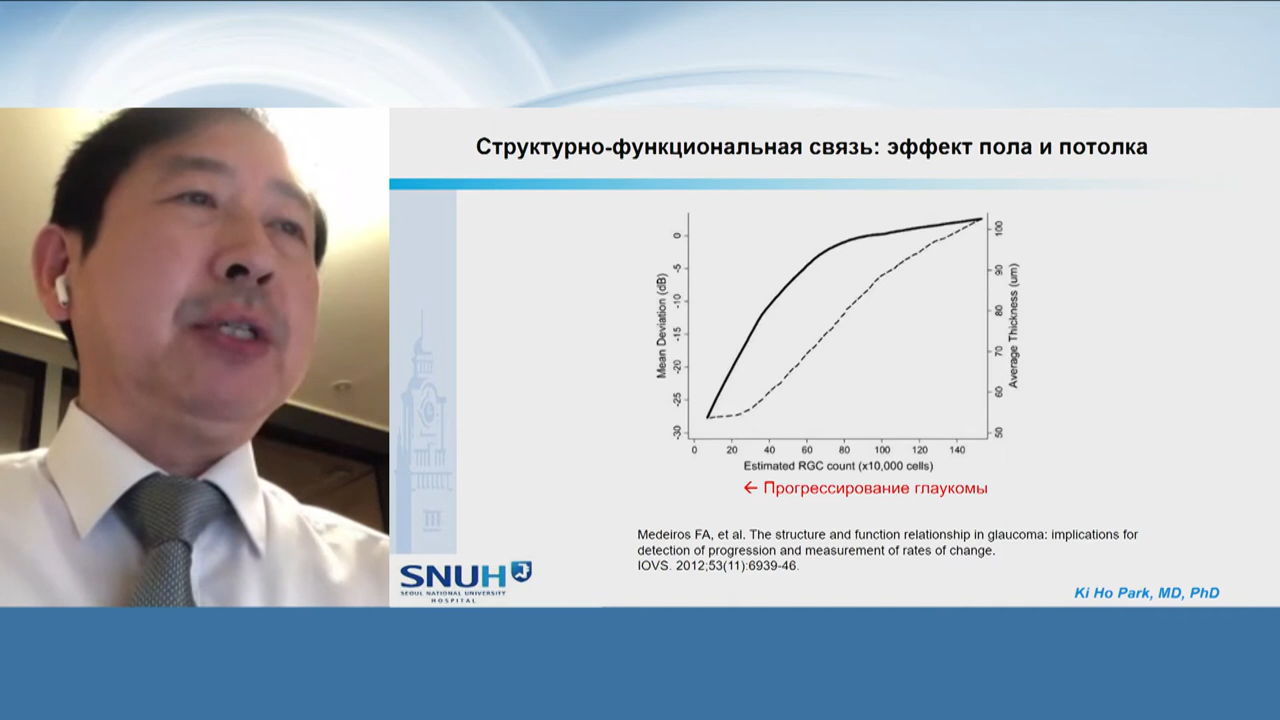 Структурно-функциональная связь: эффект пола и потолка
Mean Deviation (dB)
0
-5
-10
-15
-20
-25
-30
Average Thickness (um)
100
90
80
70
60
50
0 20 40 60 80 100 120 140
Estimated RGC count (x10,000 cells)
← Прогрессирование глаукомы
Medeiros FA, et al. The structure and function relationship in glaucoma: implications for
detection of progression and measurement of rates of change.
IOVS. 2012;53(11):6939-46.
SNUH
SEOUL NATIONAL UNIVERSITY
HOSPITAL
Ki Ho Park, MD, PhD